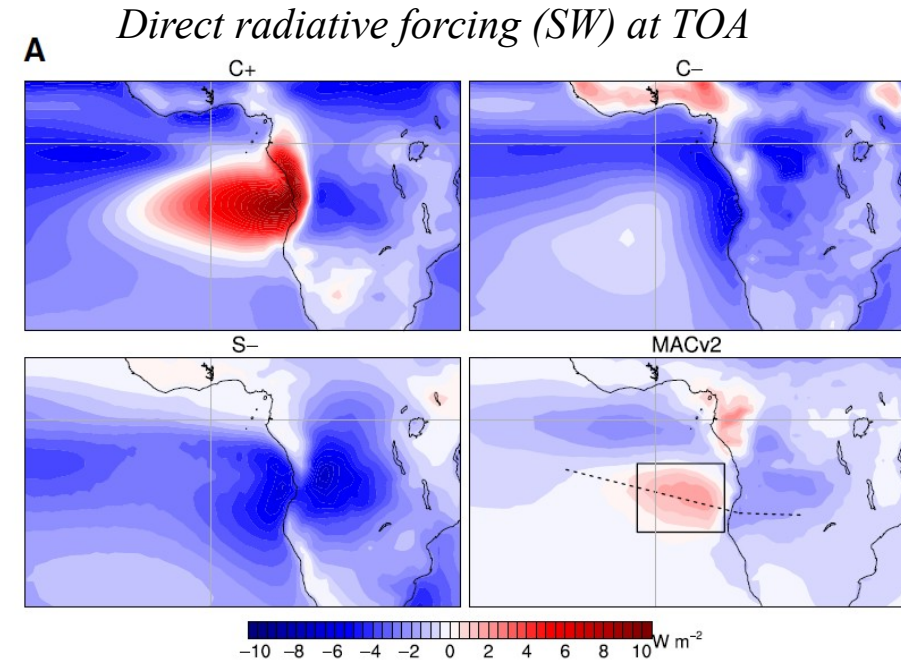 Direct radiative forcing (SW) at TOA
A
C+
C−
S−
MACv2
−10 −8 −6 −4 −2 0 2 4 6 8 10 W m⁻²